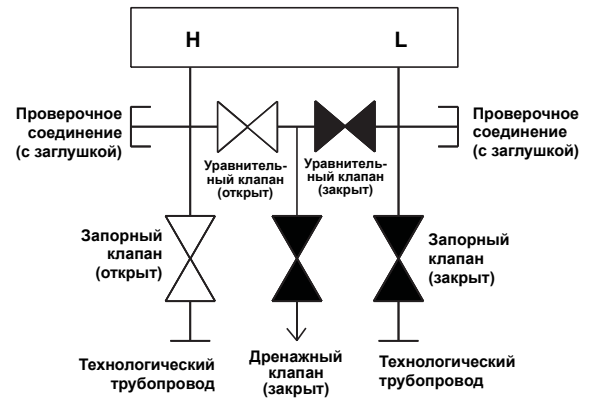 H
L
Проверочное
соединение
(с заглушкой)
Уравнитель-
ный клапан
(открыт)
Уравнитель-
ный клапан
(закрыт)
Проверочное
соединение
(с заглушкой)
Запорный
клапан
(открыт)
Запорный
клапан
(закрыт)
Технологический
трубопровод
Дренажный
клапан
(закрыт)
Технологический
трубопровод